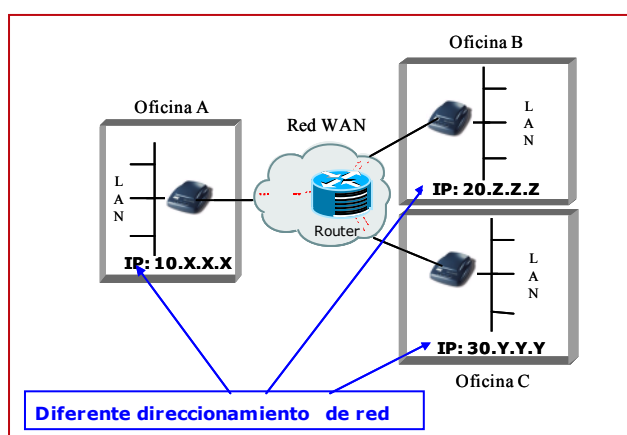 Oficina B
Oficina A
Red WAN
L
A
N
L
A
N
Router
IP: 20.Z.Z.Z
IP: 10.X.X.X
L
A
N
IP: 30.Y.Y.Y
Oficina C
Diferente direccionamiento de red